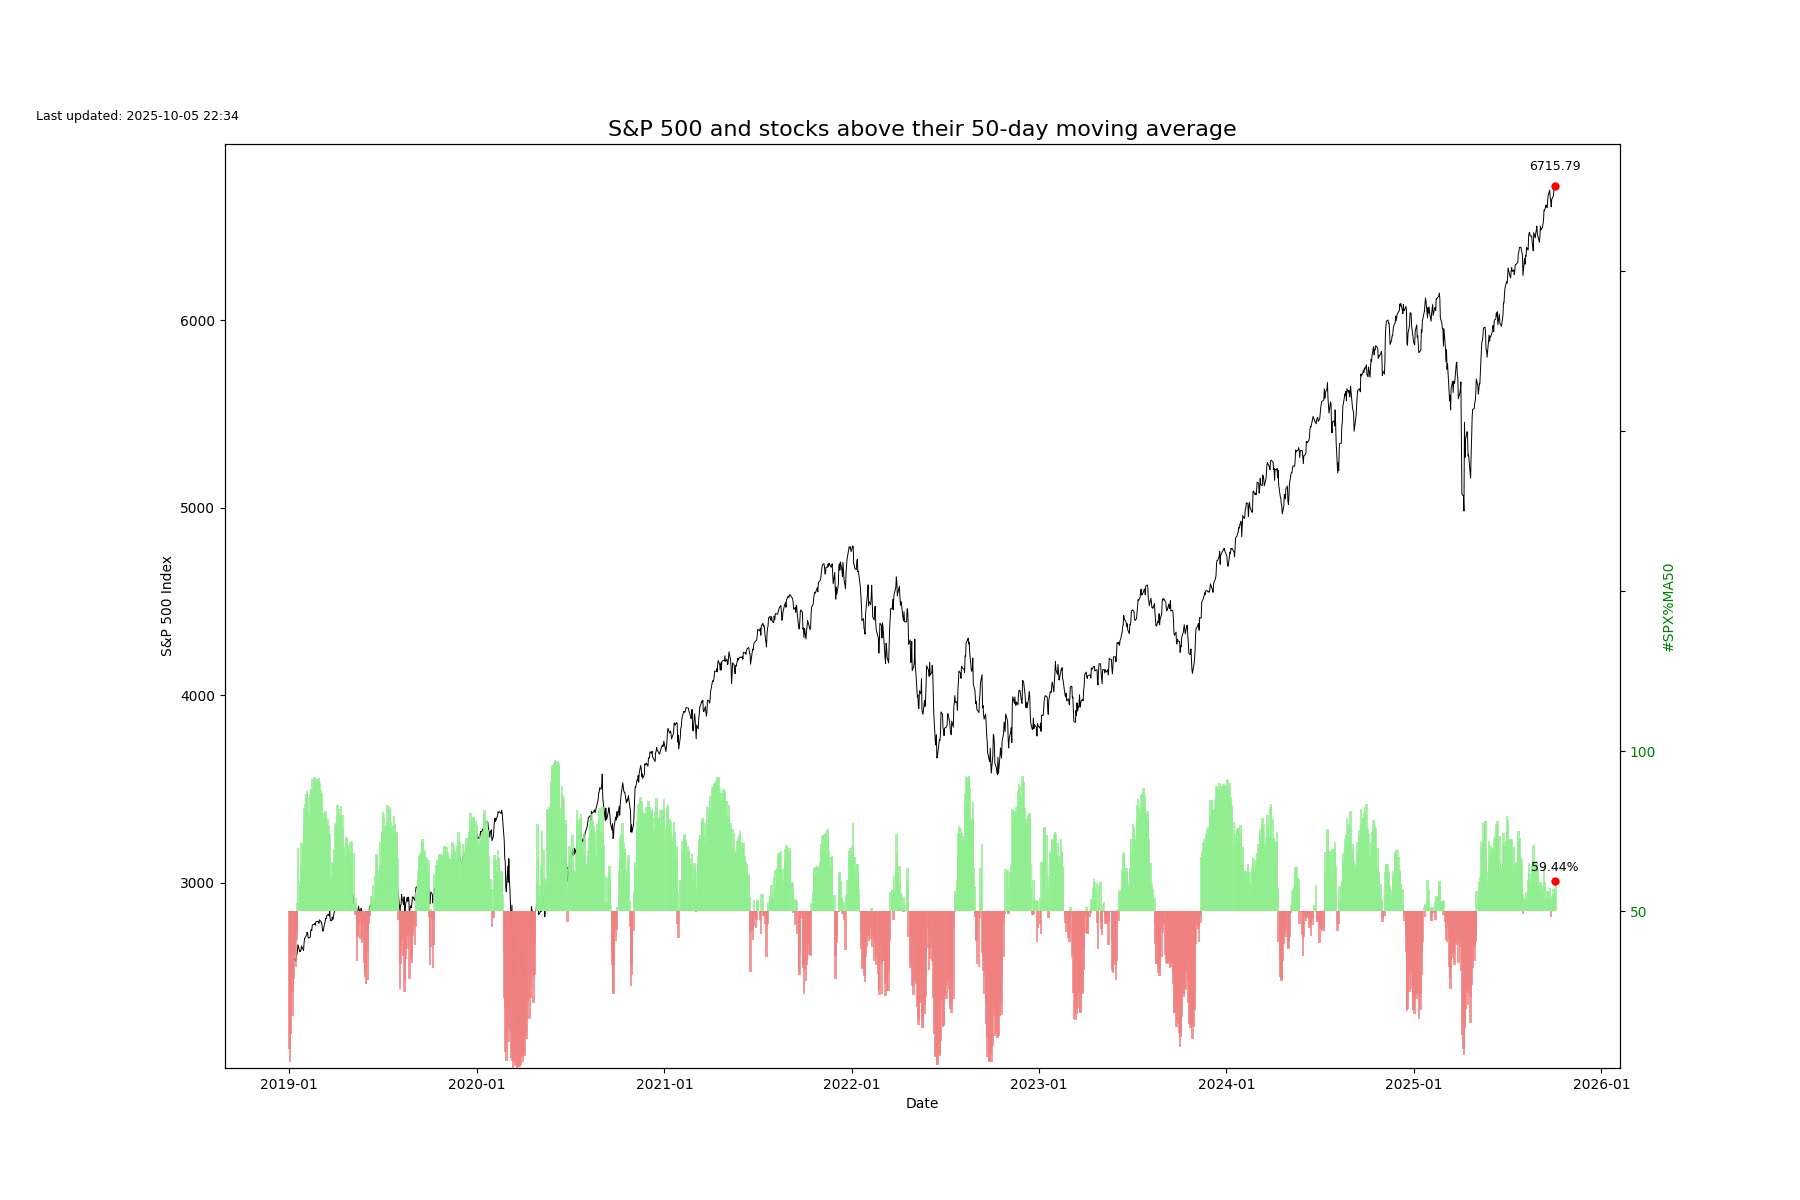 Last updated: 2025-10-05 22:34
S&P 500 and stocks above their 50-day moving average
6715.79
6000
5000
S&P 500 Index
#SPX%MA50
4000
100
59.44%
3000
50
2019-01 2020-01 2021-01 2022-01 2023-01 2024-01 2025-01 2026-01
Date